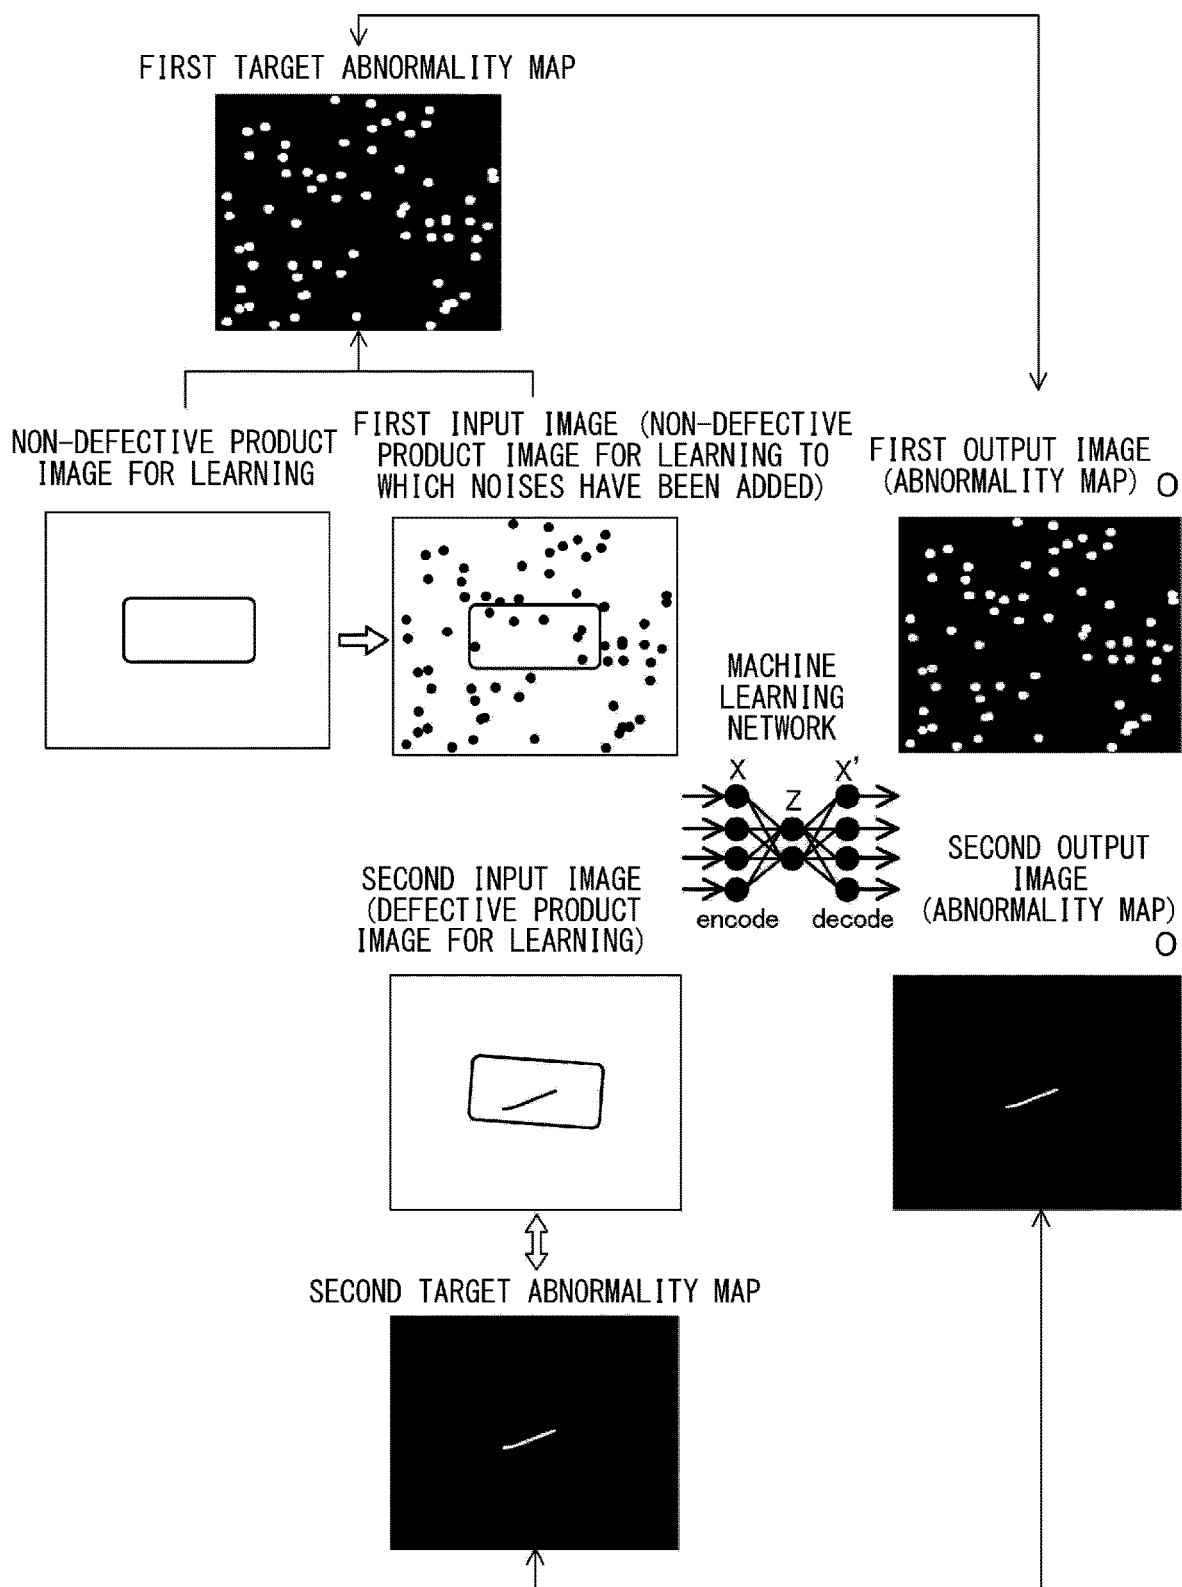 FIRST TARGET ABNORMALITY MAP
NON-DEFECTIVE PRODUCT
IMAGE FOR LEARNING
FIRST INPUT IMAGE (NON-DEFECTIVE
PRODUCT IMAGE FOR LEARNING TO
WHICH NOISES HAVE BEEN ADDED)
FIRST OUTPUT IMAGE
(ABNORMALITY MAP) O
MACHINE
LEARNING
NETWORK
X
Z
X'
encode
decode
SECOND INPUT IMAGE
(DEFECTIVE PRODUCT
IMAGE FOR LEARNING)
SECOND OUTPUT
IMAGE
(ABNORMALITY MAP)
O
SECOND TARGET ABNORMALITY MAP